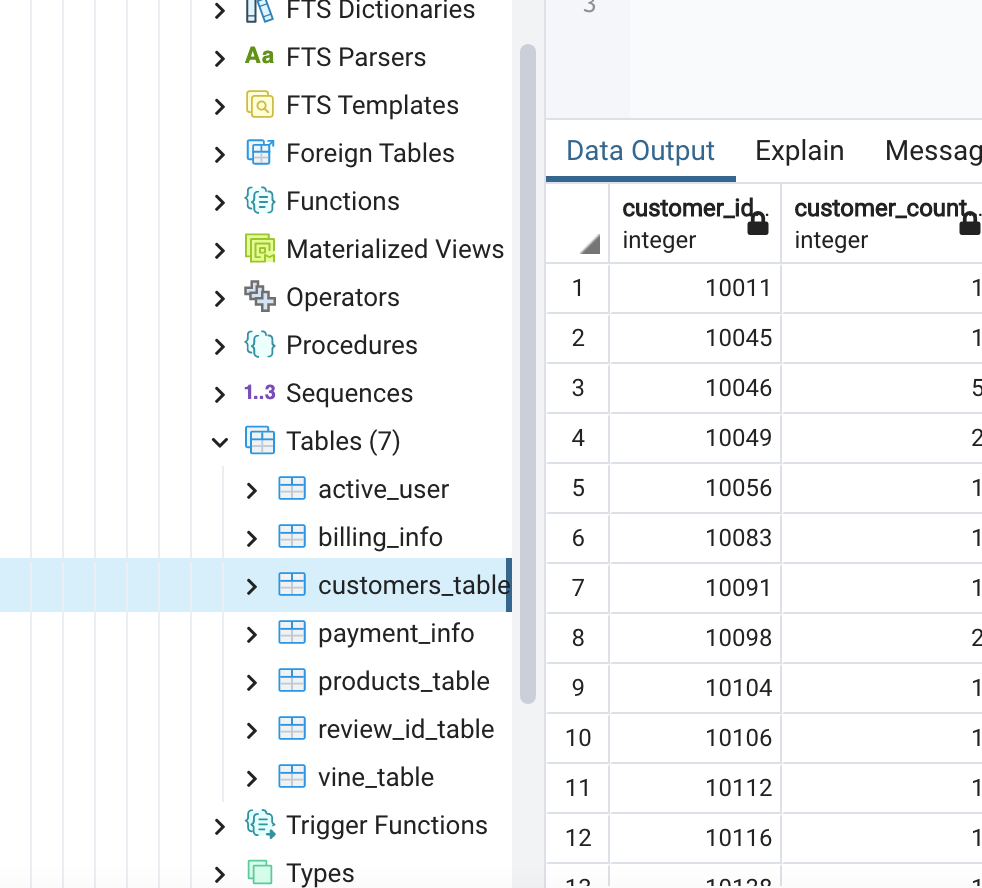 FTS Dictionaries
Aa FTS Parsers
FTS Templates
Foreign Tables
Functions
Materialized Views
Operators
Procedures
1..3 Sequences
Tables (7)
active_user
billing_info
customers_table
payment_info
products_table
review_id_table
vine_table
Trigger Functions
Types
3
Data Output Explain Messag
customer_id.. customer_count..
integer integer
1 10011 1
2 10045 1
3 10046 5
4 10049 2
5 10056 1
6 10083 1
7 10091 1
8 10098 2
9 10104 1
10 10106 1
11 10112 1
12 10116 1